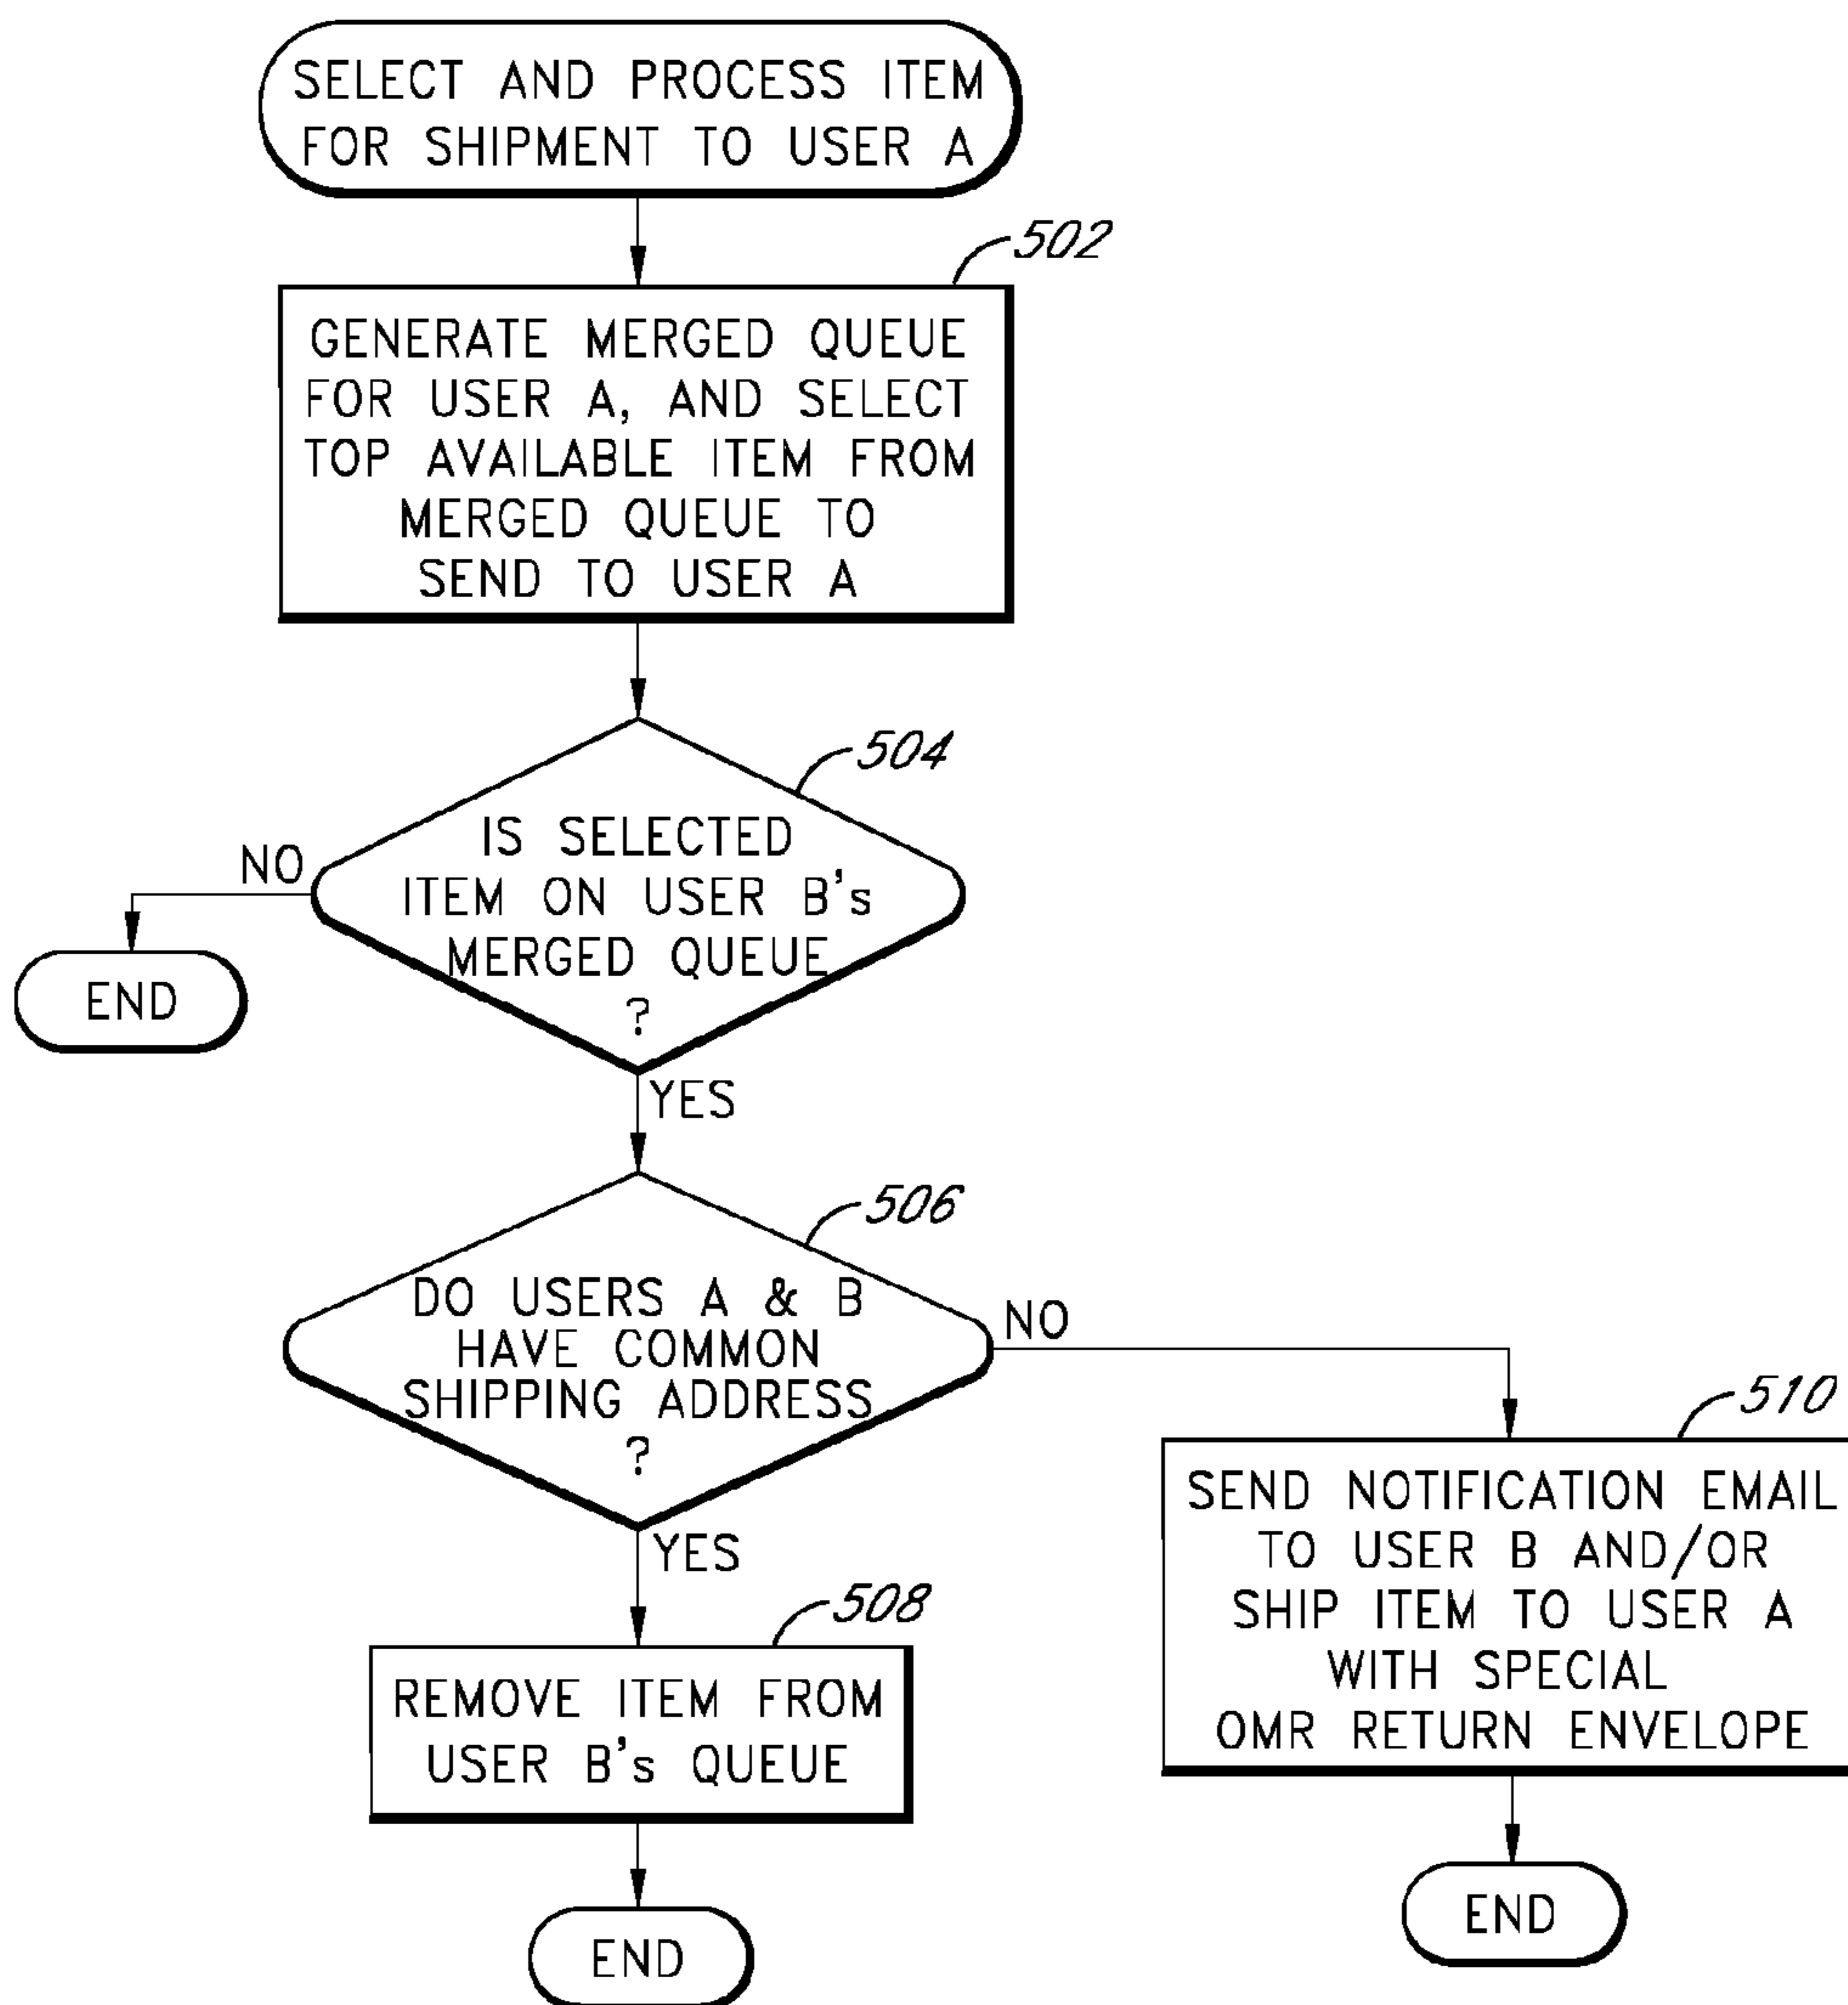 SELECT AND PROCESS ITEM
FOR SHIPMENT TO USER A
502
GENERATE MERGED QUEUE
FOR USER A, AND SELECT
TOP AVAILABLE ITEM FROM
MERGED QUEUE TO
SEND TO USER A
504
IS SELECTED
ITEM ON USER B's
MERGED QUEUE
?
NO
END
YES
506
DO USERS A & B
HAVE COMMON
SHIPPING ADDRESS
?
NO
510
SEND NOTIFICATION EMAIL
TO USER B AND/OR
SHIP ITEM TO USER A
WITH SPECIAL
OMR RETURN ENVELOPE
END
YES
508
REMOVE ITEM FROM
USER B's QUEUE
END